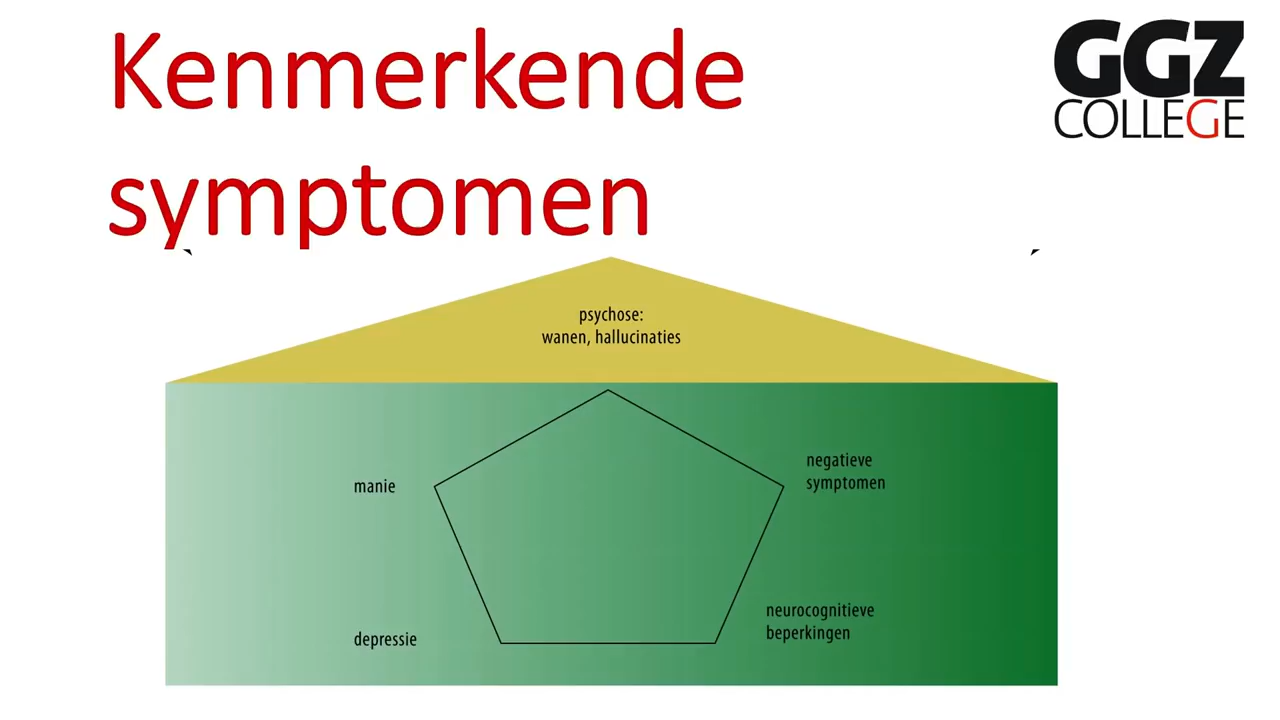 Kenmerkende
symptomen
GGZ
COLLEGE
psychose:
wanen, hallucinaties
manie
negatieve
symptomen
depressie
neurocognitieve
beperkingen